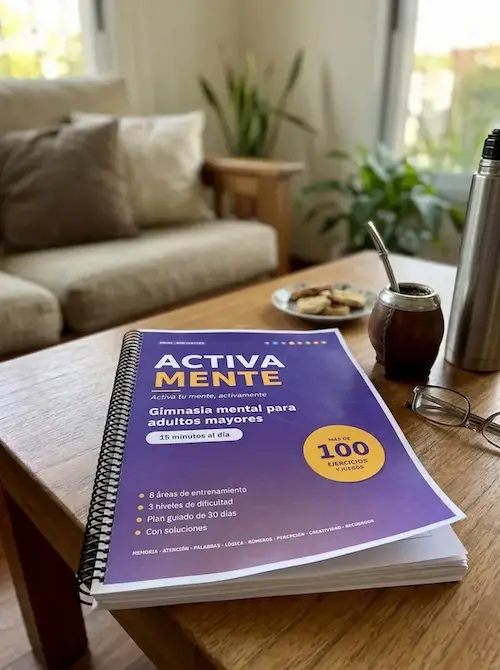 ACTIVA
MENTE
Activa tu mente, activamente
Gimnasia mental para
adultos mayores
15 minutos al día
MÁS DE
100
EJERCICIOS
Y JUEGOS
8 áreas de entrenamiento
3 niveles de dificultad
Plan guiado de 30 días
Con soluciones
MEMORIA · ATENCIÓN · PALABRAS · LÓGICA · NÚMEROS · PERCEPCIÓN · CREATIVIDAD ·